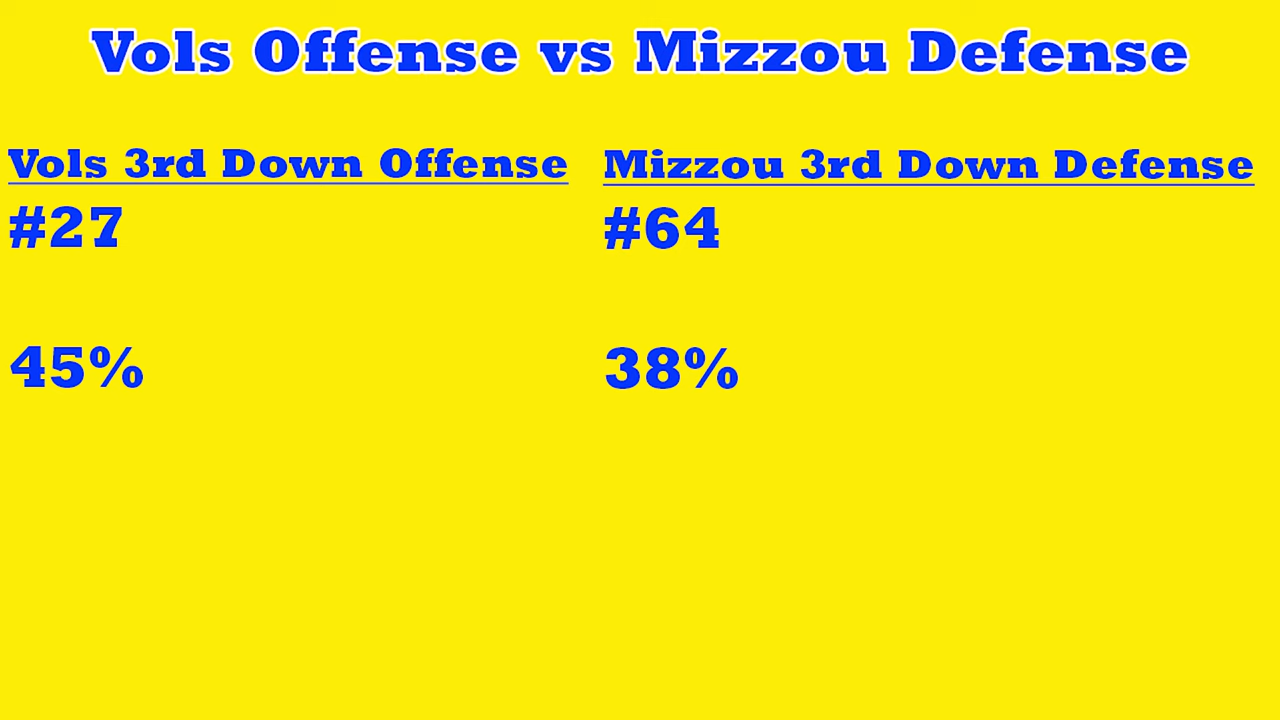 Vols Offense vs Mizzou Defense
Vols 3rd Down Offense
#27
45%
Mizzou 3rd Down Defense
#64
38%